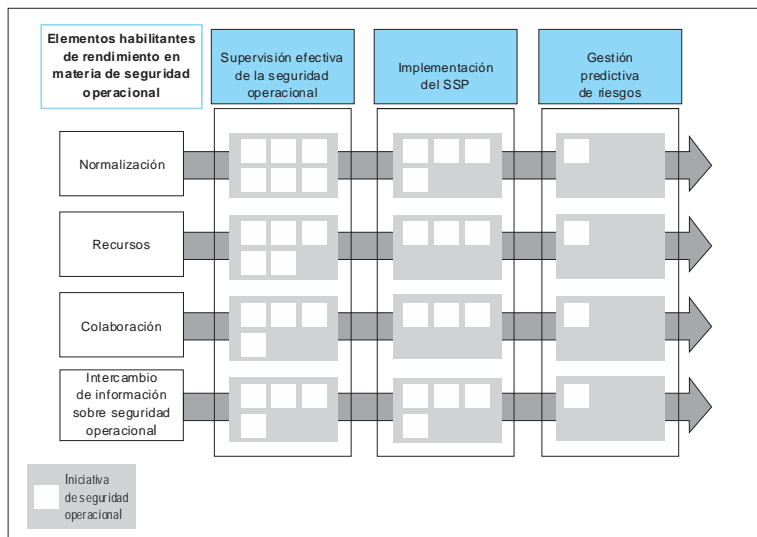 Elementos habilitantes
de rendimiento en
materia de seguridad
operacional
Supervisión efectiva
de la seguridad
operacional
Implementación
del SSP
Gestión
predictiva
de riesgos
Normalización
Recursos
Colaboración
Intercambio
de información
sobre seguridad
operacional
Iniciativa
de seguridad
operacional